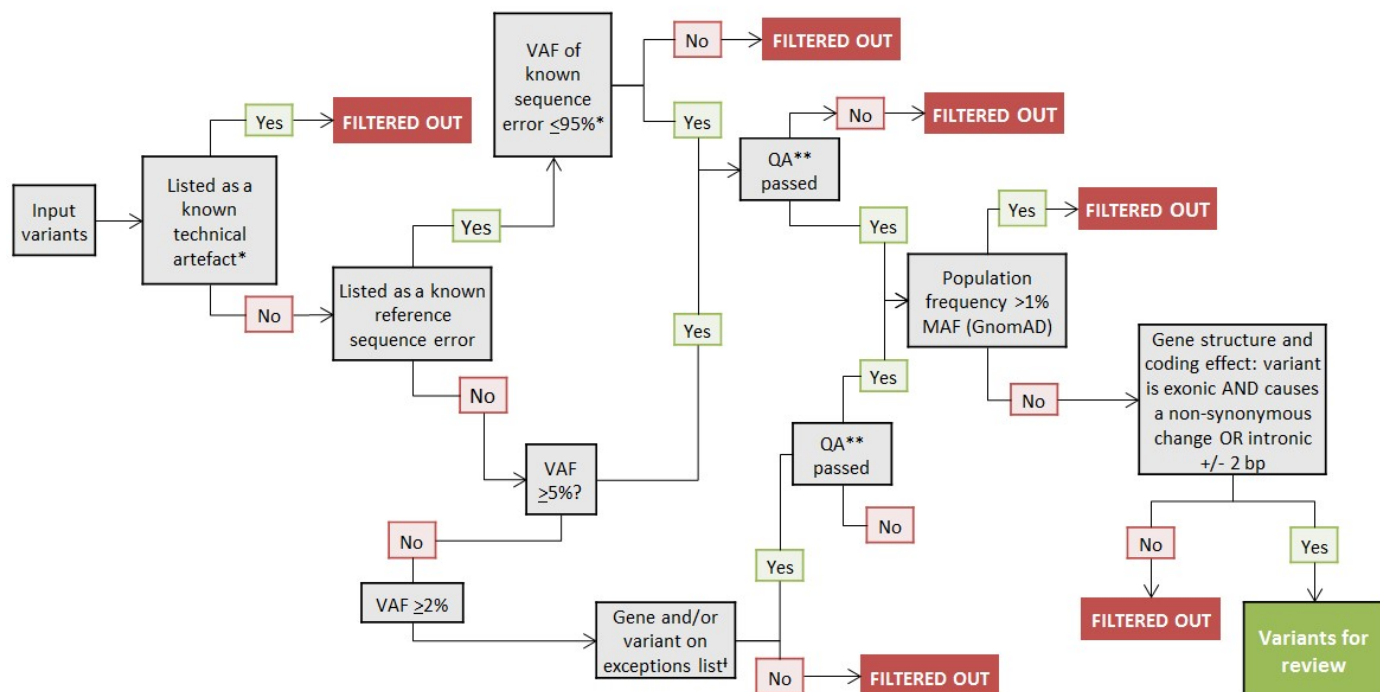 Input
variants
Listed as a
known
technical
artefact*
Yes
FILTERED OUT
No
Listed as a known
reference
sequence error
Yes
VAF of
known
sequence
error ≤95%*
No
FILTERED OUT
Yes
No
VAF
≥5%?
Yes
No
VAF ≥2%
Gene and/or
variant on
exceptions listƚ
Yes
No
FILTERED OUT
QA**
passed
No
FILTERED OUT
Yes
QA**
passed
Yes
No
Population
frequency >1%
MAF (GnomAD)
Yes
FILTERED OUT
No
Gene structure and
coding effect: variant
is exonic AND causes
a non-synonymous
change OR intronic
+/- 2 bp
No
FILTERED OUT
Yes
Variants for
review